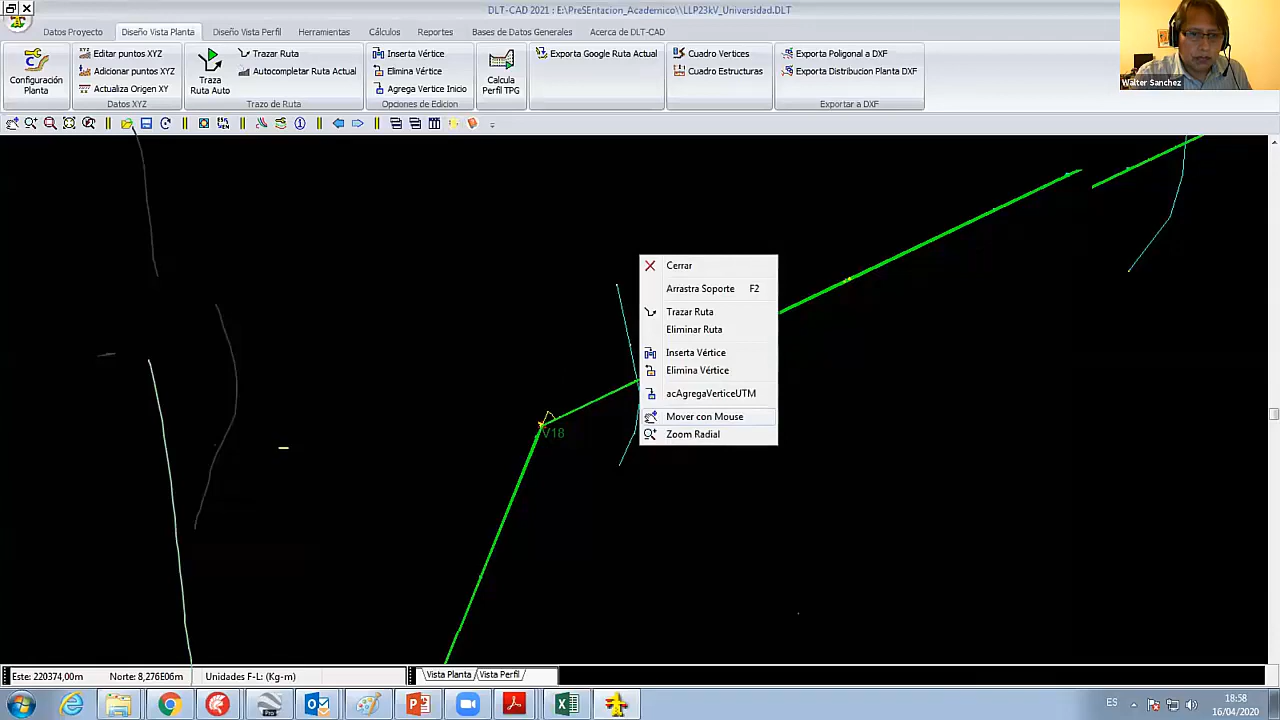 DLT-CAD 2021 : E:\PreSEntacion_Academico\\LLP23kV_Universidad.DLT
Datos Proyecto Diseño Vista Planta Diseño Vista Perfil Herramientas Cálculos Reportes Bases de Datos Generales Acerca de DLT-CAD
Configuración Planta
Editar puntos XYZ
Adicionar puntos XYZ
Actualiza Origen XY
Datos XYZ
Traza Ruta Auto
Trazar Ruta
Autocompletar Ruta Actual
Trazo de Ruta
Inserta Vértice
Elimina Vértice
Agrega Vertice Inicio
Opciones de Edicion
Calcula Perfil TPG
Exporta Google Ruta Actual
Cuadro Vertices
Cuadro Estructuras
Exporta Poligonal a DXF
Exporta Distribucion Planta DXF
Exportar a DXF
Walter Sanchez
Cerrar
Arrastra Soporte F2
Trazar Ruta
Eliminar Ruta
Inserta Vértice
Elimina Vértice
acAgregaVerticeUTM
Mover con Mouse
Zoom Radial
V18
Este: 220374,00m Norte: 8,276E06m Unidades F-L: (Kg-m) Vista Planta Vista Perfil
ES 18:58
16/04/2020